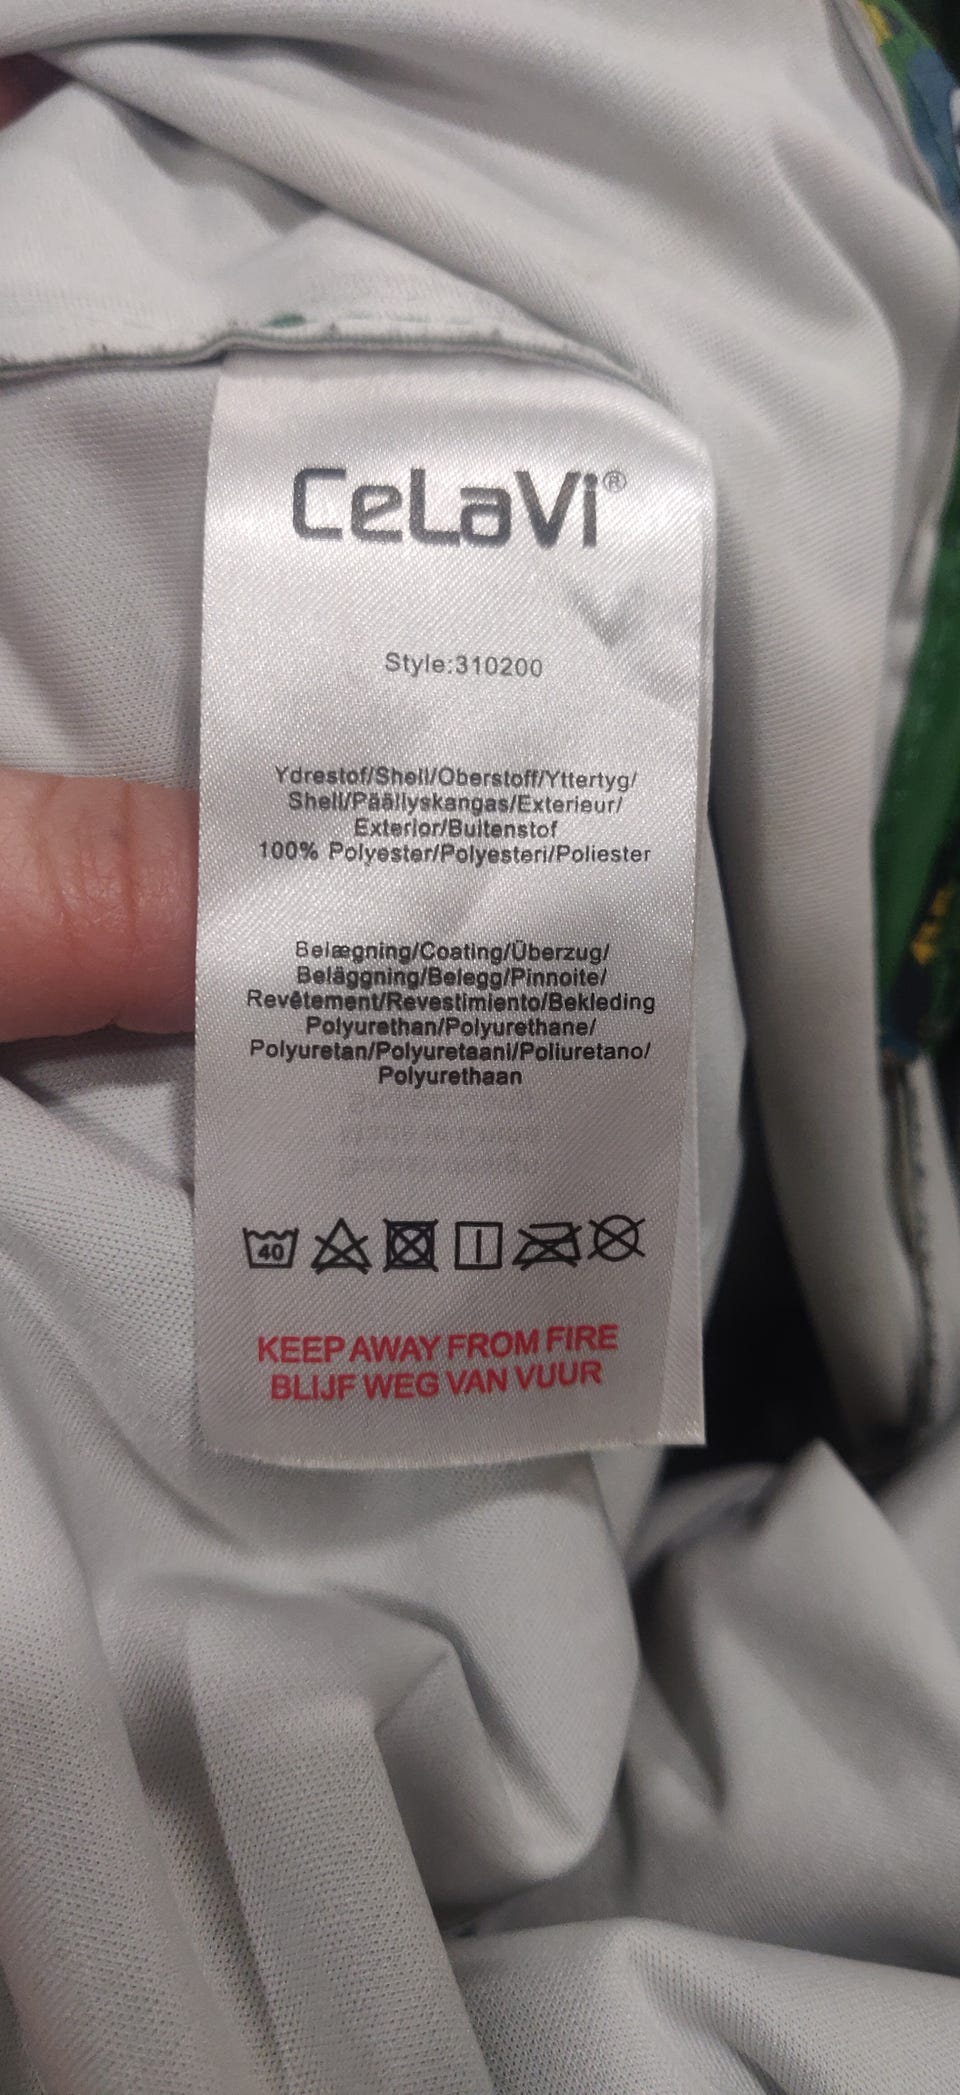 CeLaVi®
Style:310200
Ydrestof/Shell/Oberstoff/Yttertyg/
Shell/Päällyskangas/Exterieur/
Exterior/Buitenstof
100% Polyester/Polyesteri/Poliester
Belægning/Coating/Überzug/
Beläggning/Belegg/Pinnoite/
Revêtement/Revestimiento/Bekleding
Polyurethan/Polyurethane/
Polyuretan/Polyuretaani/Poliuretano/
Polyurethaan
40
KEEP AWAY FROM FIRE
BLIJF WEG VAN VUUR